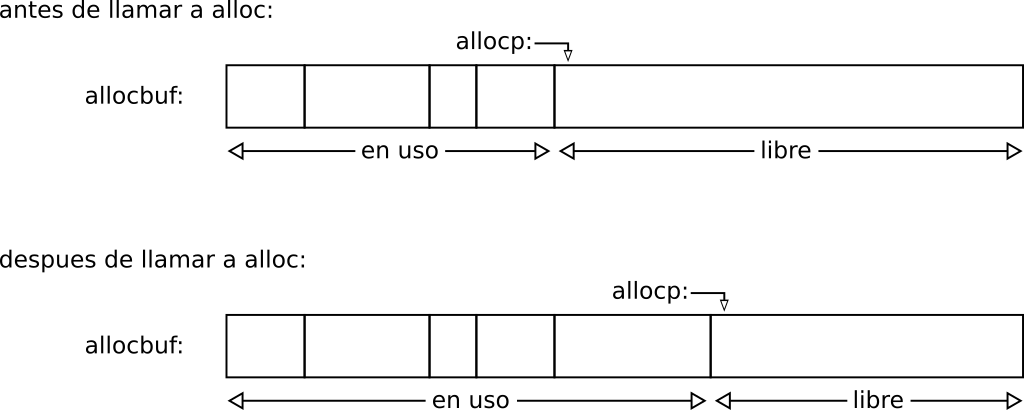 antes de llamar a alloc:
allocp:
allocbuf:
en uso
libre
despues de llamar a alloc:
allocp:
allocbuf:
en uso
libre